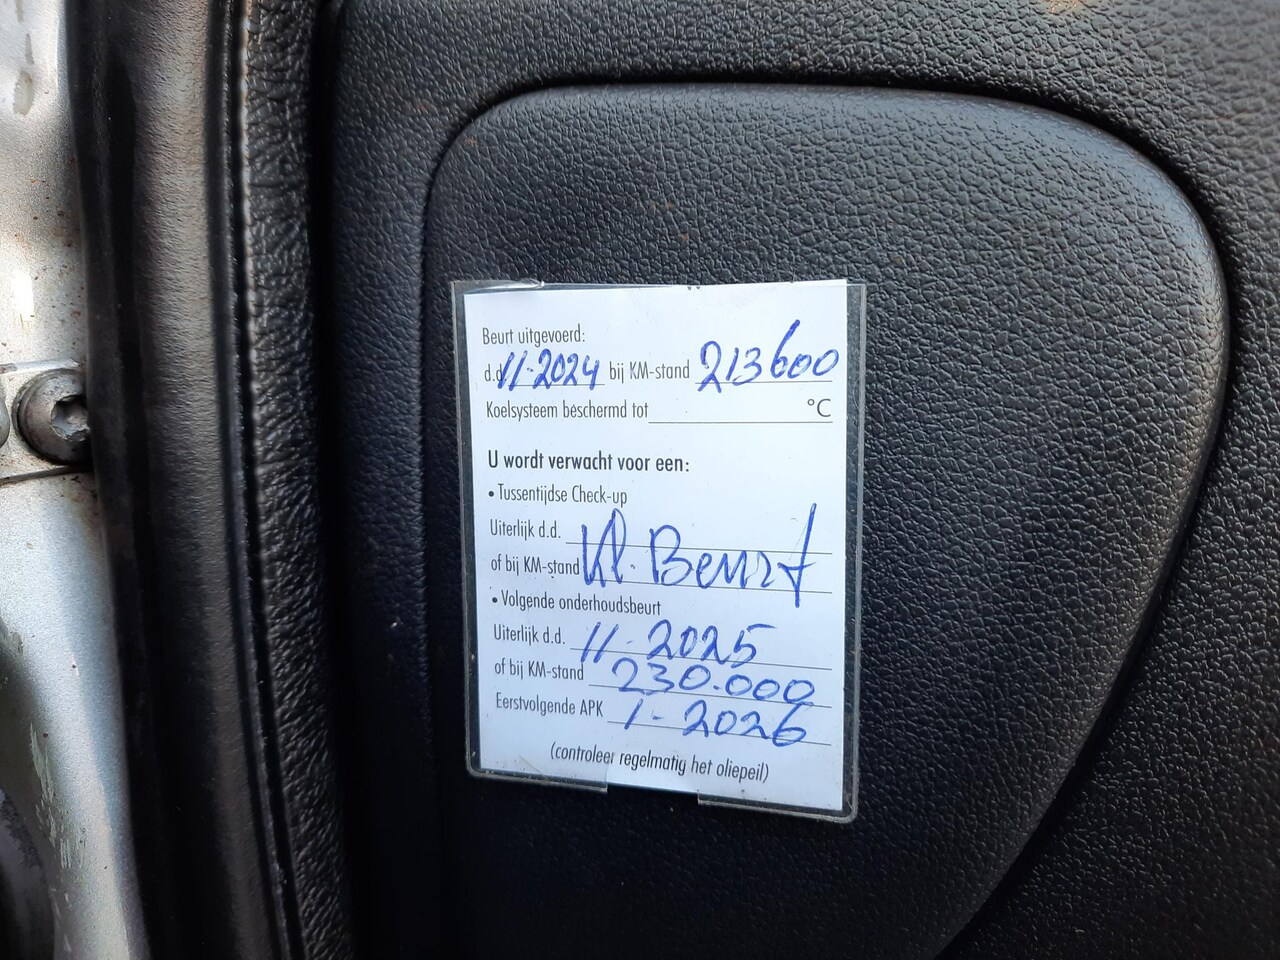 Beurt uitgevoerd:
d.d 11-2024 bij KM-stand 213600
Koelsysteem beschermd tot °C
U wordt verwacht voor een:
• Tussentijdse Check-up
Uiterlijk d.d.
of bij KM-stand Kl. Beurt
• Volgende onderhoudsbeurt
Uiterlijk d.d. 11-2025
of bij KM-stand 230.000
Eerstvolgende APK 1-2026
(controleer regelmatig het oliepeil)